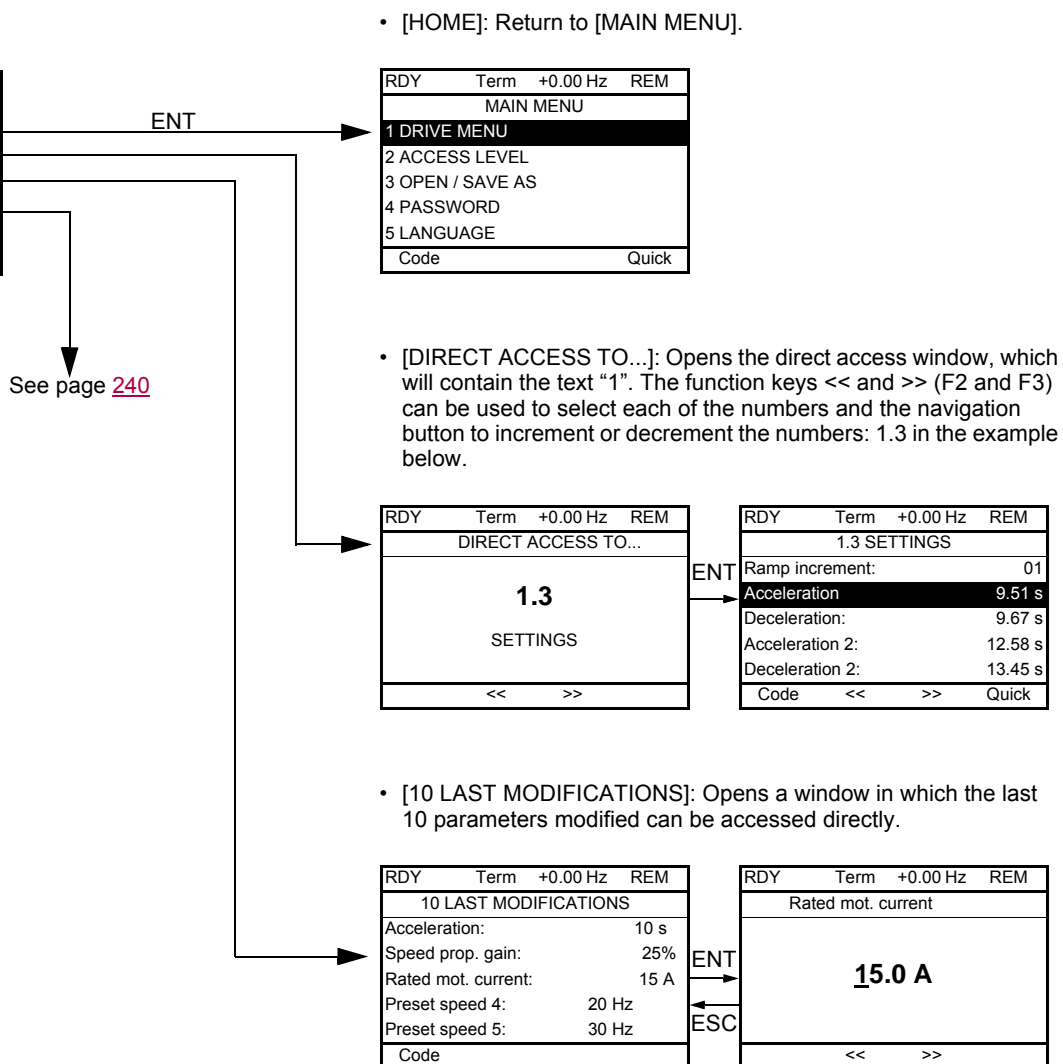 • [HOME]: Return to [MAIN MENU].
RDY Term +0.00 Hz REM
MAIN MENU
ENT
1 DRIVE MENU
2 ACCESS LEVEL
3 OPEN / SAVE AS
4 PASSWORD
5 LANGUAGE
Code Quick
See page 240
• [DIRECT ACCESS TO...]: Opens the direct access window, which
will contain the text “1”. The function keys << and >> (F2 and F3)
can be used to select each of the numbers and the navigation
button to increment or decrement the numbers: 1.3 in the example
below.
RDY Term +0.00 Hz REM
DIRECT ACCESS TO...
1.3
SETTINGS
<< >>
ENT
RDY Term +0.00 Hz REM
1.3 SETTINGS
Ramp increment: 01
Acceleration 9.51 s
Deceleration: 9.67 s
Acceleration 2: 12.58 s
Deceleration 2: 13.45 s
Code << >> Quick
• [10 LAST MODIFICATIONS]: Opens a window in which the last
10 parameters modified can be accessed directly.
RDY Term +0.00 Hz REM
10 LAST MODIFICATIONS
Acceleration: 10 s
Speed prop. gain: 25%
Rated mot. current: 15 A
Preset speed 4: 20 Hz
Preset speed 5: 30 Hz
Code
ENT
ESC
RDY Term +0.00 Hz REM
Rated mot. current
15.0 A
<< >>